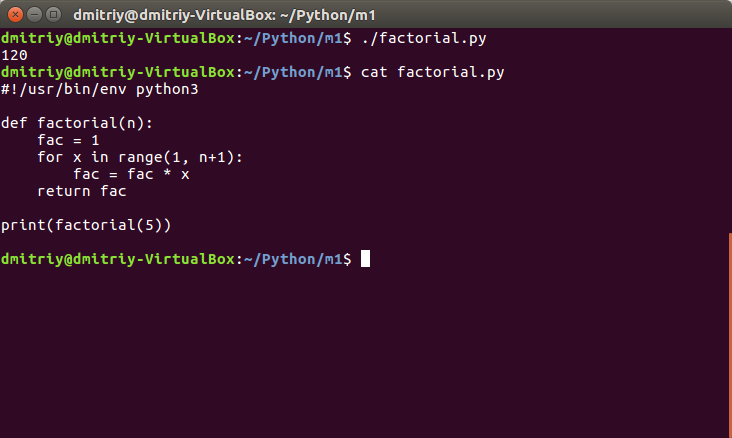 dmitriy@dmitriy-VirtualBox: ~/Python/m1
dmitriy@dmitriy-VirtualBox:~/Python/m1$ ./factorial.py
120
dmitriy@dmitriy-VirtualBox:~/Python/m1$ cat factorial.py
#!/usr/bin/env python3
def factorial(n):
    fac = 1
    for x in range(1, n+1):
        fac = fac * x
    return fac
print(factorial(5))
dmitriy@dmitriy-VirtualBox:~/Python/m1$